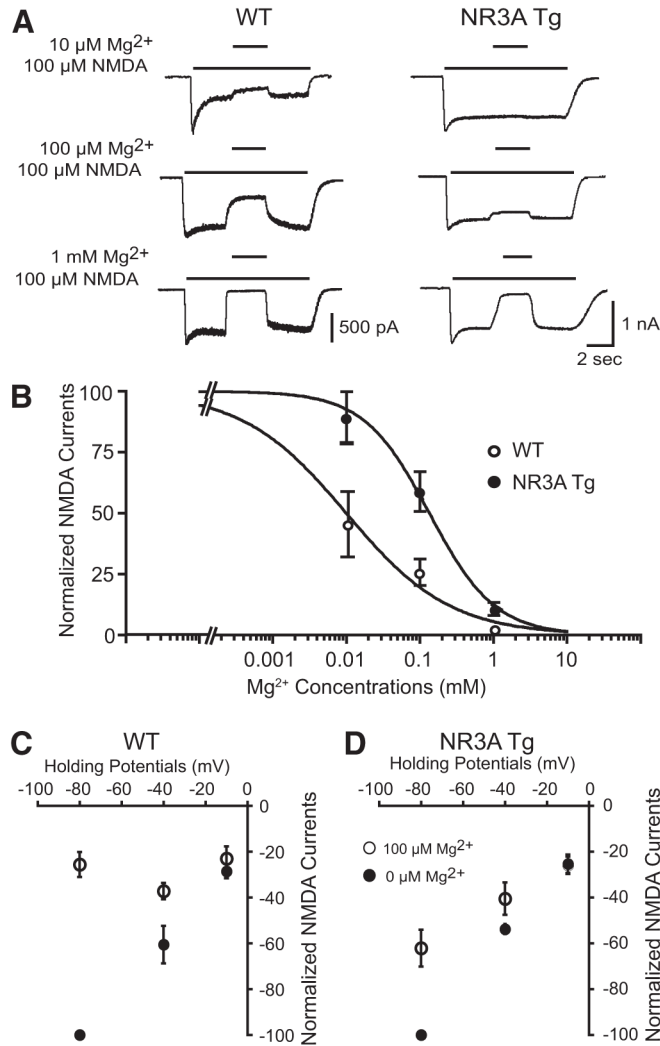 A
WT
NR3A Tg
10 µM Mg2+
100 µM NMDA
100 µM Mg2+
100 µM NMDA
1 mM Mg2+
100 µM NMDA
500 pA
1 nA
2 sec
B
Normalized NMDA Currents
100
75
50
25
0
WT
NR3A Tg
0.001
0.01
0.1
1
10
Mg2+ Concentrations (mM)
C
WT
Holding Potentials (mV)
-100 -80 -60 -40 -20 0
0
-20
-40
-60
-80
-100
Normalized NMDA Currents
D
NR3A Tg
Holding Potentials (mV)
-100 -80 -60 -40 -20 0
100 µM Mg2+
0 µM Mg2+
0
-20
-40
-60
-80
-100
Normalized NMDA Currents